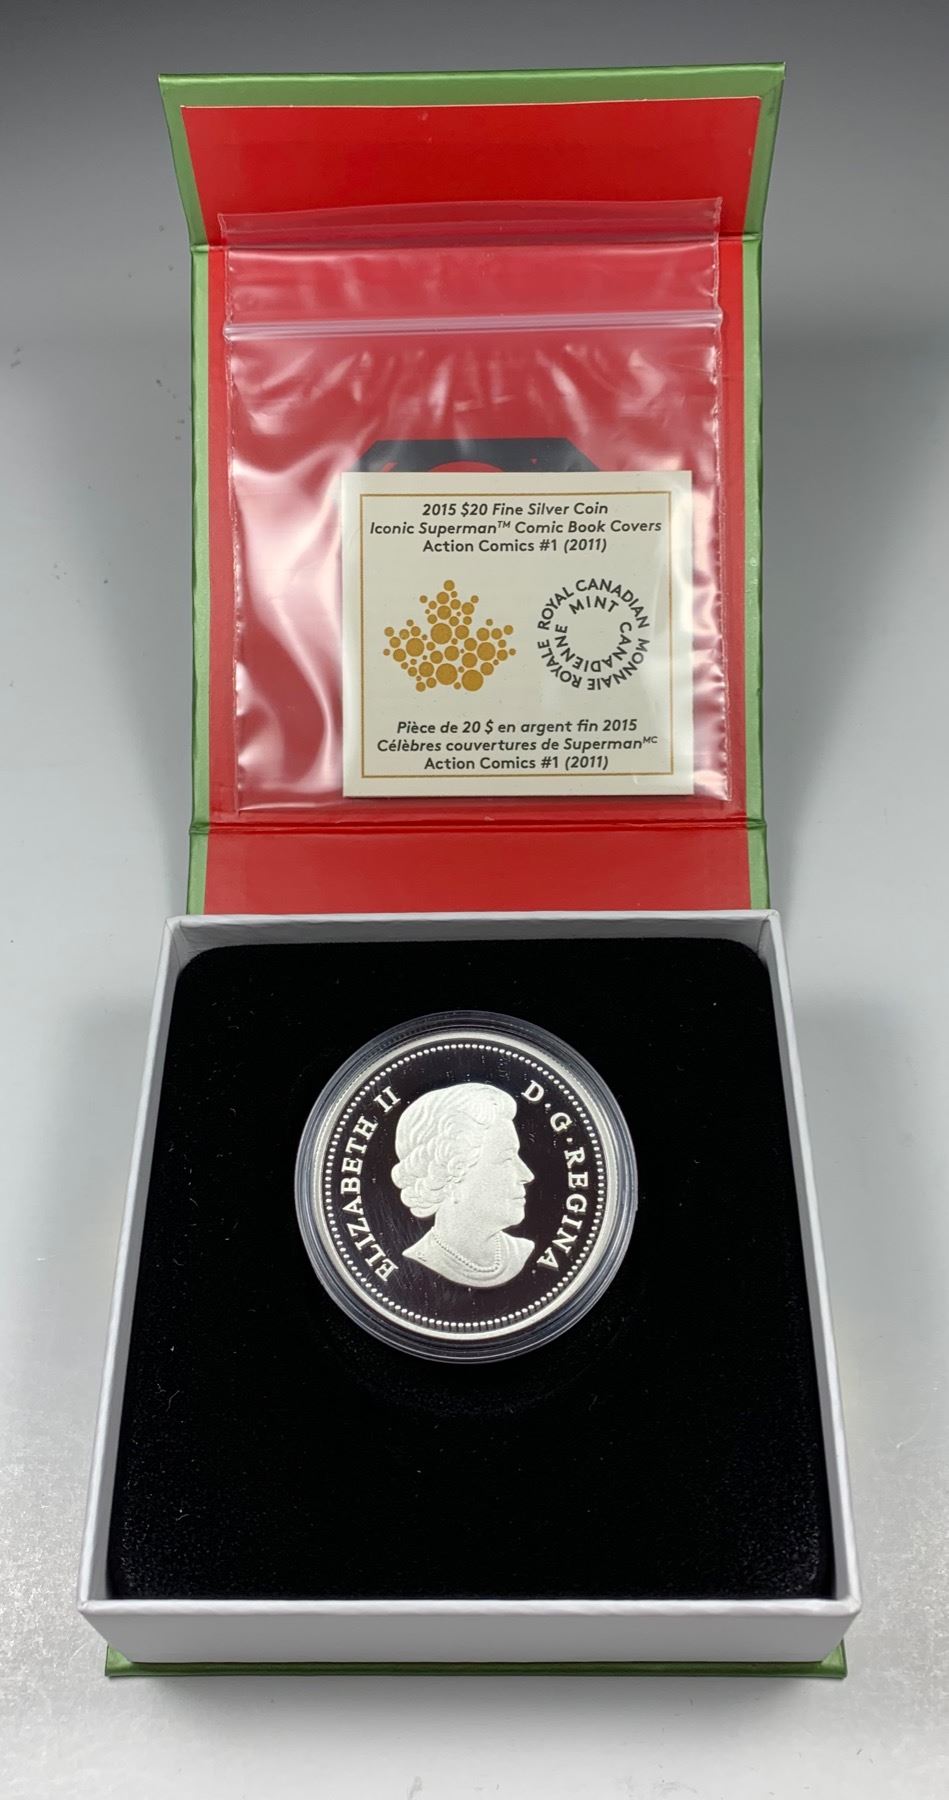 2015 $20 Fine Silver Coin
Iconic Superman™ Comic Book Covers
Action Comics #1 (2011)
ROYAL CANADIAN MINT
MONNAIE ROYALE CANADIENNE
Pièce de 20 $ en argent fin 2015
Célèbres couvertures de Superman MC
Action Comics #1 (2011)
ELIZABETH II D·G·REGINA